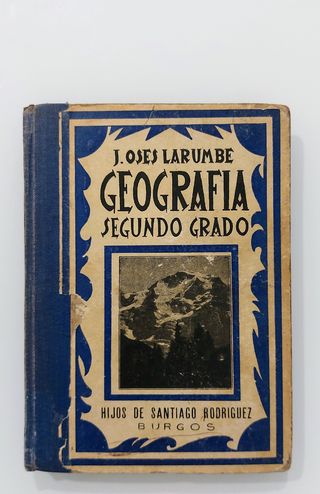 J. OSES LARUMBE
GEOGRAFIA
SEGUNDO GRADO
HIJOS DE SANTIAGO RODRIGUEZ
BURGOS